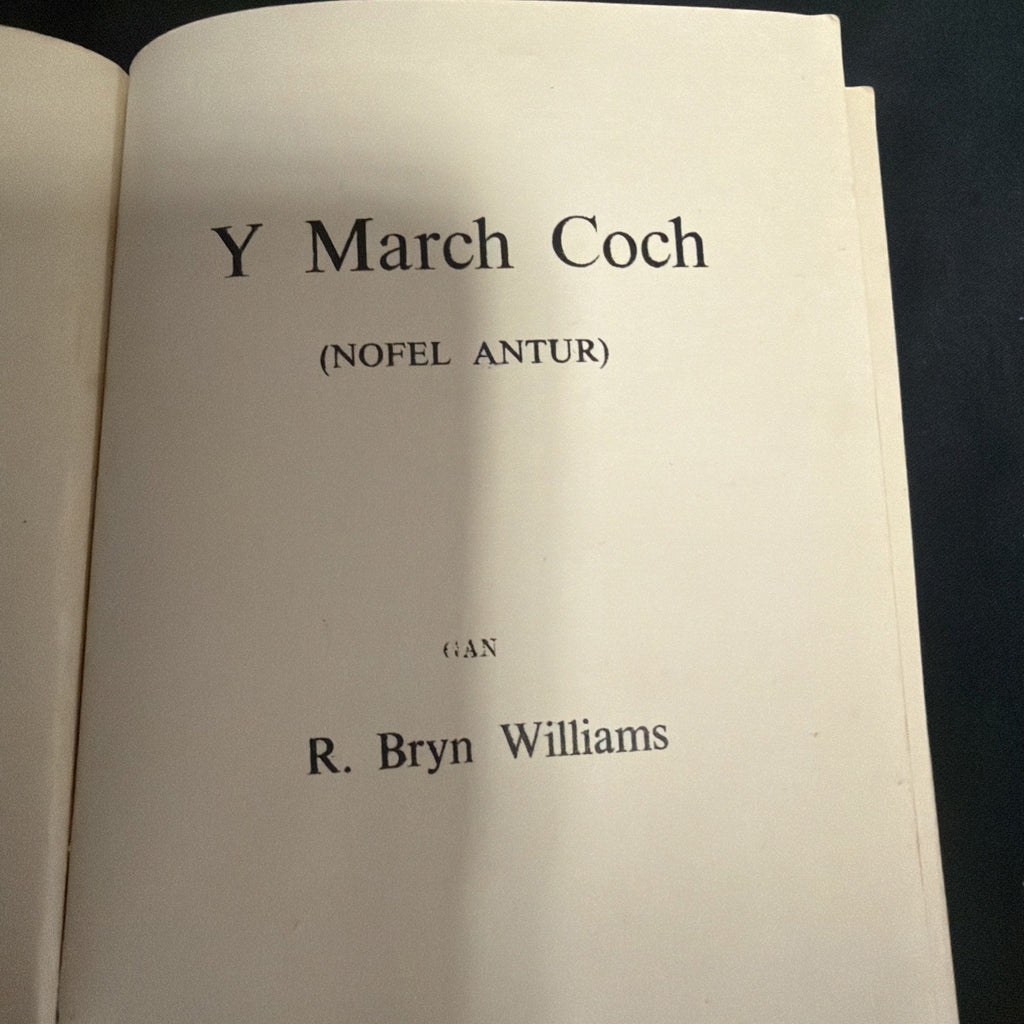 Y March Coch
(NOFEL ANTUR)
GAN
R. Bryn Williams